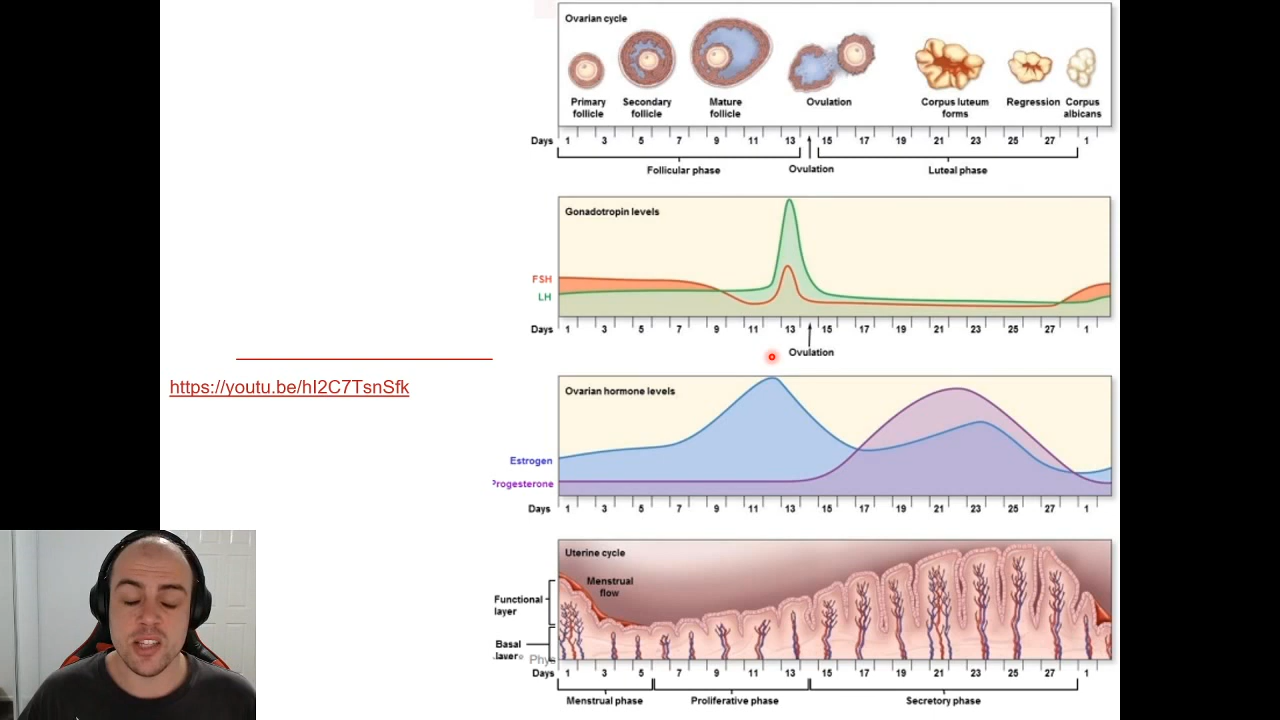 Ovarian cycle
Primary follicle
Secondary follicle
Mature follicle
Ovulation
Corpus luteum forms
Regression
Corpus albicans
Days 1 3 5 7 9 11 13 15 17 19 21 23 25 27 1
Follicular phase
Ovulation
Luteal phase
Gonadotropin levels
FSH
LH
Days 1 3 5 7 9 11 13 15 17 19 21 23 25 27 1
Ovulation
https://youtu.be/hI2C7TsnSfk
Ovarian hormone levels
Estrogen
Progesterone
Days 1 3 5 7 9 11 13 15 17 19 21 23 25 27 1
Uterine cycle
Menstrual flow
Functional layer
Basal layer
Days 1 3 5 7 9 11 13 15 17 19 21 23 25 27 1
Menstrual phase
Proliferative phase
Secretory phase